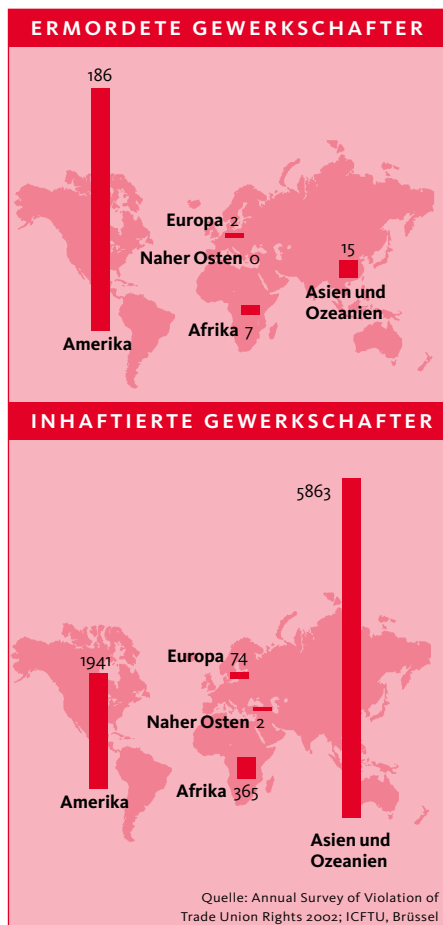 ERMORDETE GEWERKSCHAFTER
186
Europa 2
Naher Osten 0
15
Asien und
Ozeanien
Afrika 7
Amerika
INHAFTIERTE GEWERKSCHAFTER
5863
1941
Europa 74
Naher Osten 2
Afrika 365
Amerika
Asien und
Ozeanien
Quelle: Annual Survey of Violation of
Trade Union Rights 2002; ICFTU, Brüssel